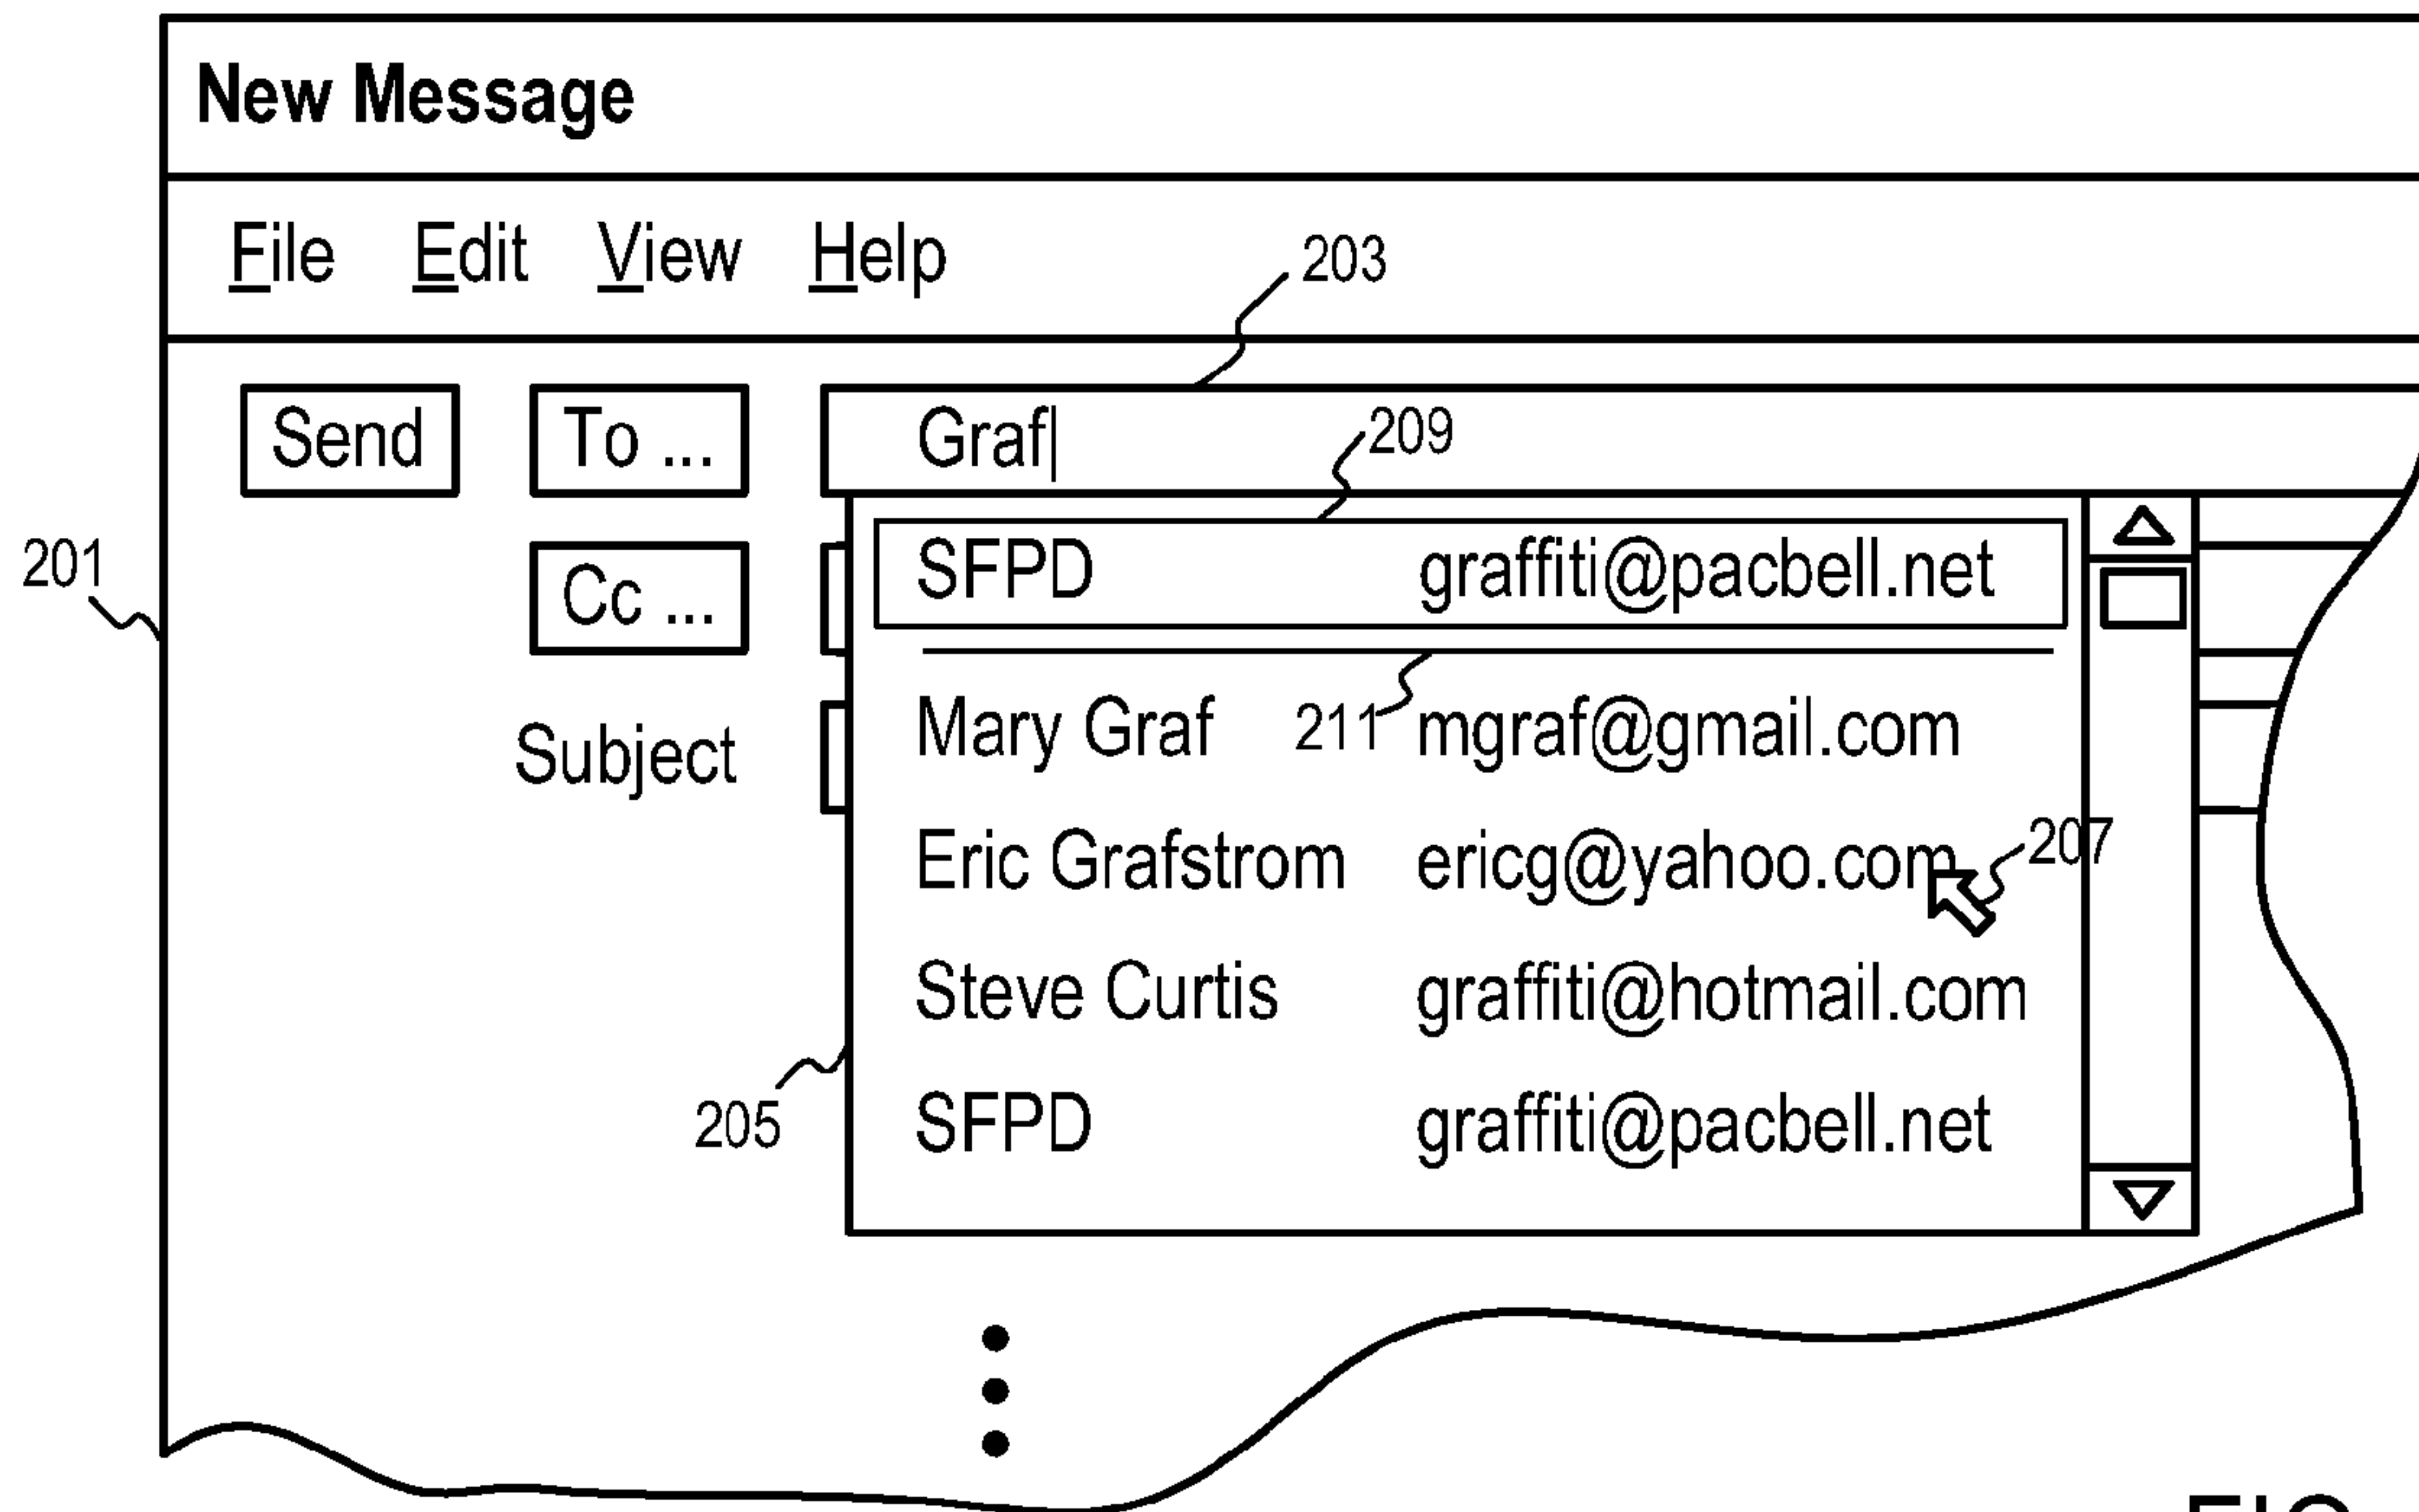 New Message
File Edit View Help
203
Send To ... Graf
209
SFPD graffiti@pacbell.net
201
Cc ...
Mary Graf 211 mgraf@gmail.com
Subject
Eric Grafstrom ericg@yahoo.com 207
Steve Curtis graffiti@hotmail.com
205
SFPD graffiti@pacbell.net